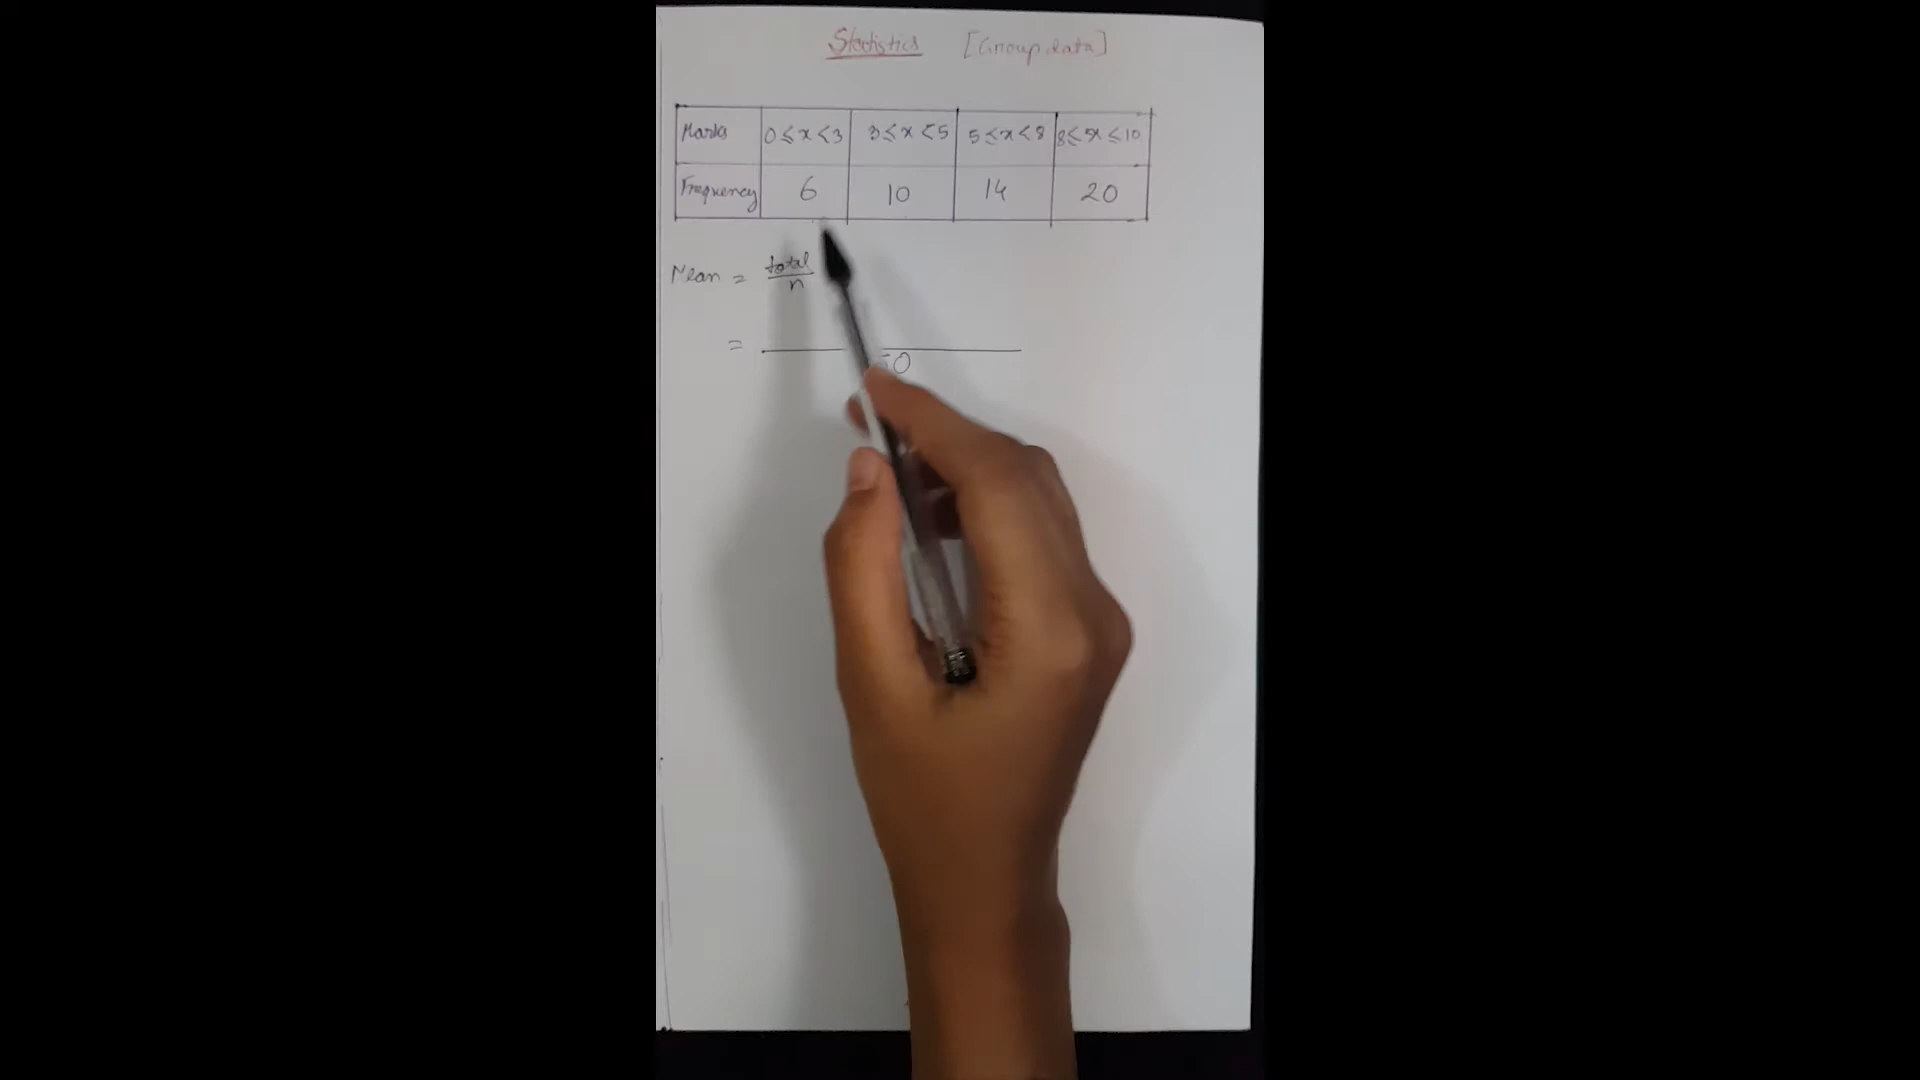 Statistics [Group data]
Marks 0≤x<3 3≤x<5 5≤x<8 8≤x≤10
Frequency 6 10 14 20
Mean = total
n
=
50